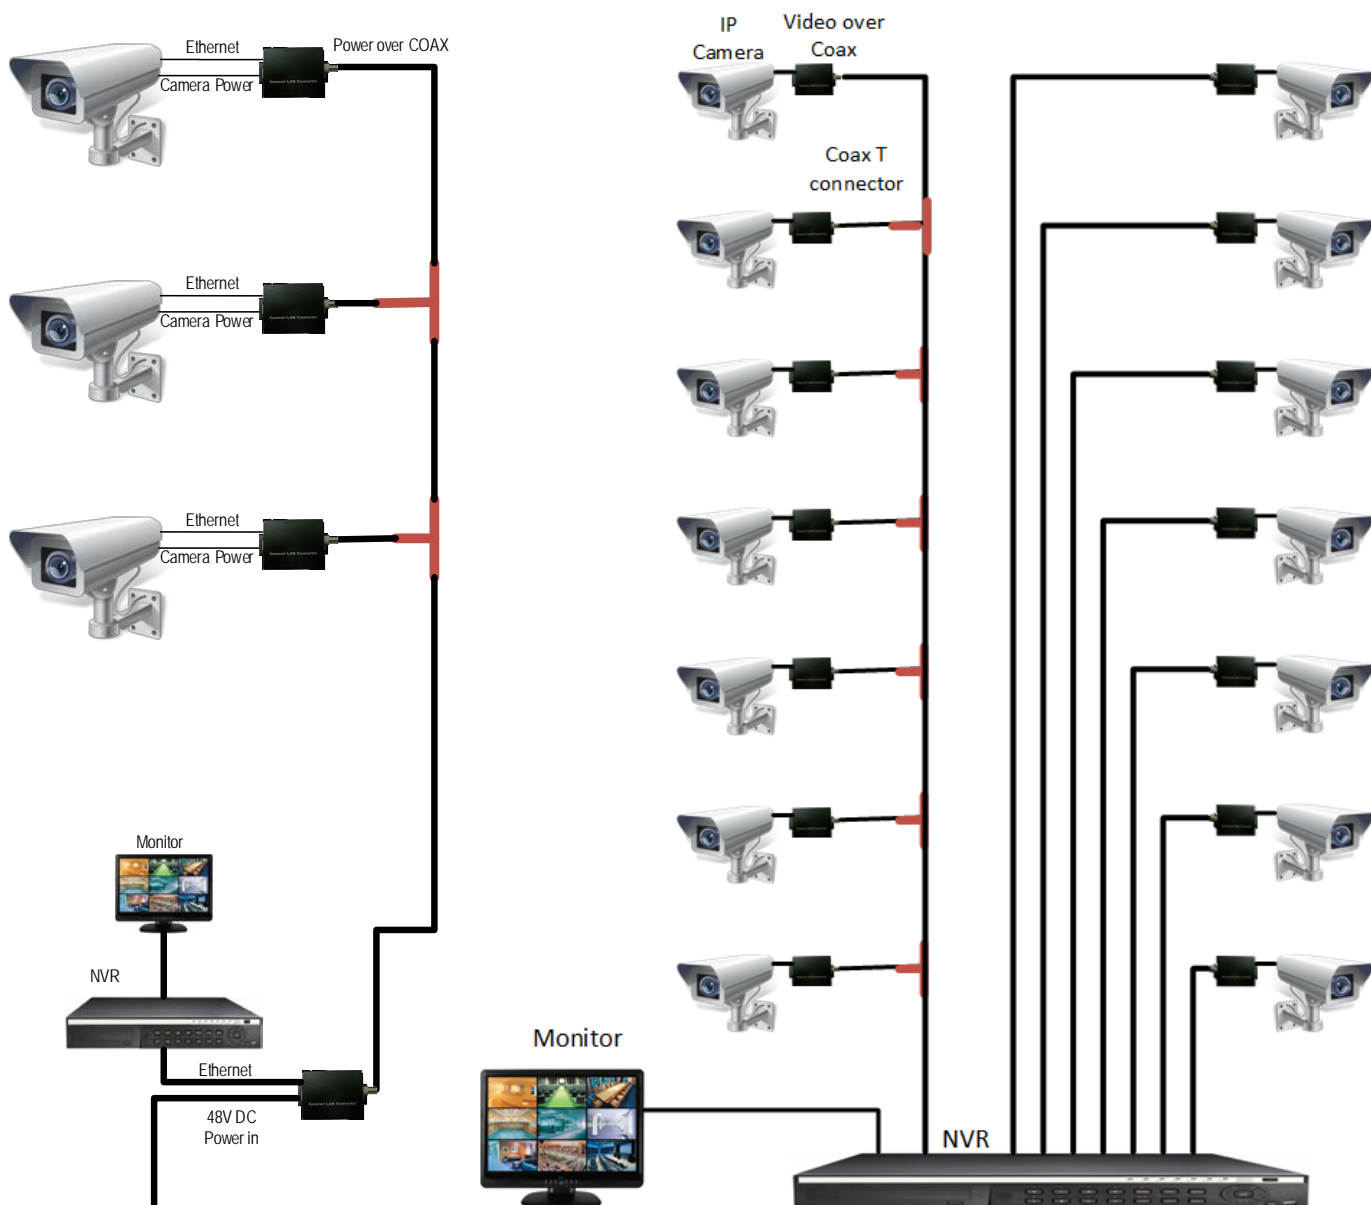 Ethernet
Power over COAX
Camera Power
Ethernet
Camera Power
Ethernet
Camera Power
Monitor
NVR
Ethernet
48V DC
Power in
IP
Camera
Video over
Coax
Coax T
connector
Monitor
NVR